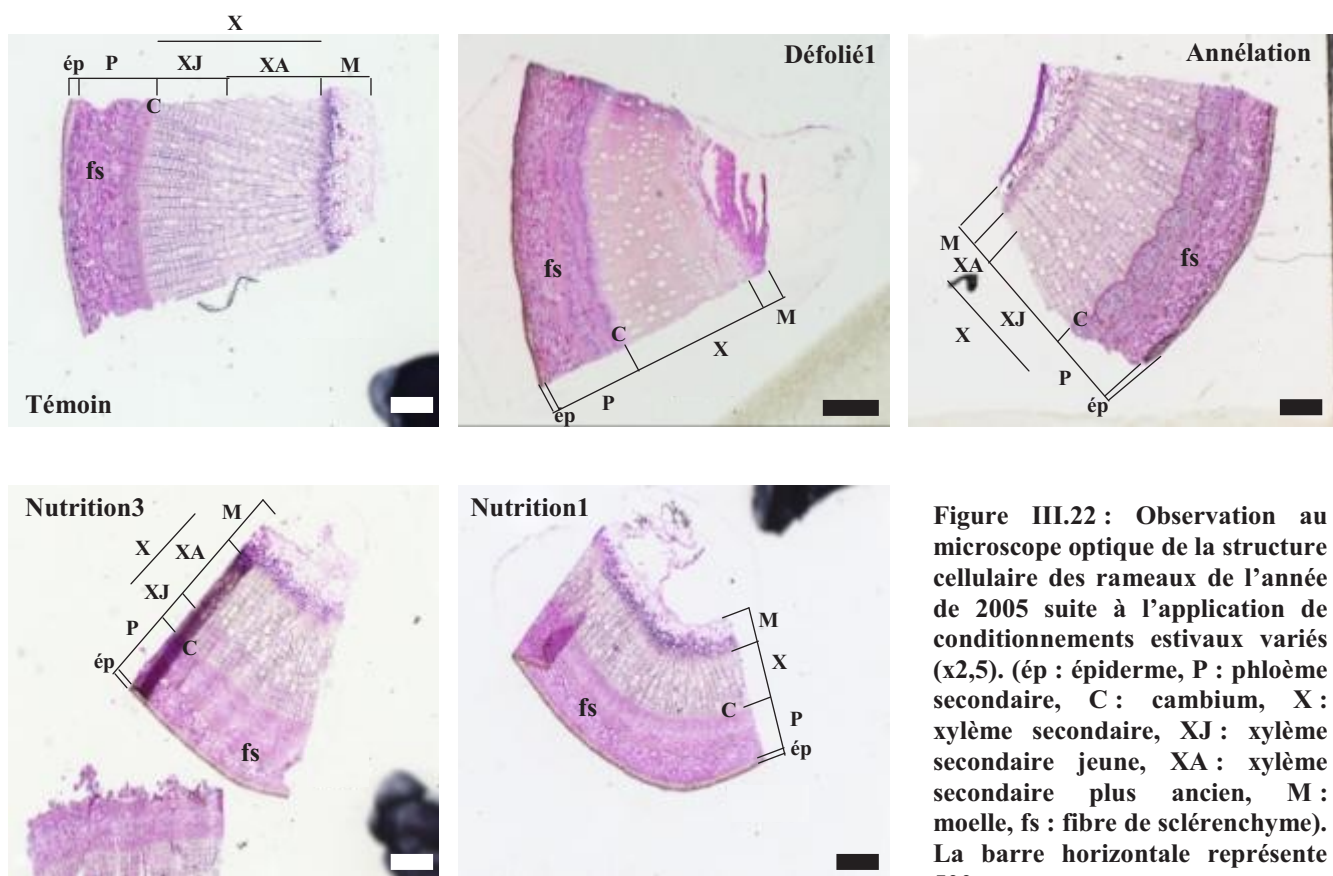 X
ép P XJ XA M
C
fs
Témoin
Défolié1
fs
C
M
X
P
ép
Annélation
M
XA
fs
XJ
C
X
P
ép
Nutrition3
M
X
XA
XJ
P
C
ép
fs
Nutrition1
M
X
fs
C
P
ép
Figure III.22 : Observation au
microscope optique de la structure
cellulaire des rameaux de l’année
de 2005 suite à l’application de
conditionnements estivaux variés
(x2,5). (ép : épiderme, P : phloème
secondaire, C : cambium, X :
xylème secondaire, XJ : xylème
secondaire jeune, XA : xylème
secondaire plus ancien, M :
moelle, fs : fibre de sclérenchyme).
La barre horizontale représente